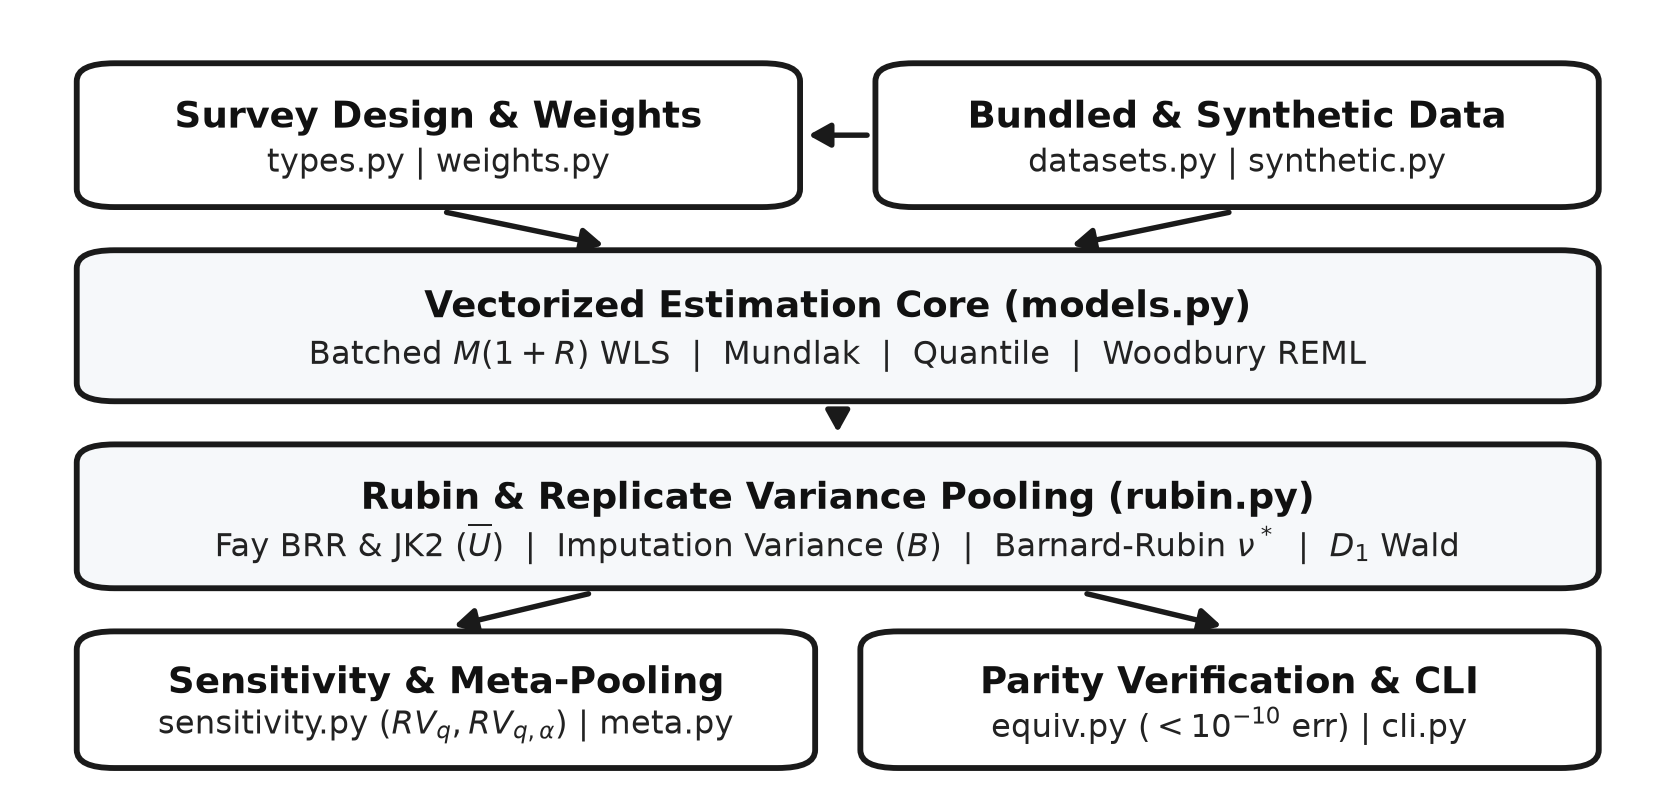 Survey Design & Weights
types.py | weights.py
Bundled & Synthetic Data
datasets.py | synthetic.py
Vectorized Estimation Core (models.py)
Batched M(1 + R) WLS | Mundlak | Quantile | Woodbury REML
Rubin & Replicate Variance Pooling (rubin.py)
Fay BRR & JK2 (U̅) | Imputation Variance (B) | Barnard-Rubin ν* | D₁ Wald
Sensitivity & Meta-Pooling
sensitivity.py (RV_q, RV_{q,α}) | meta.py
Parity Verification & CLI
equiv.py (< 10⁻¹⁰ err) | cli.py